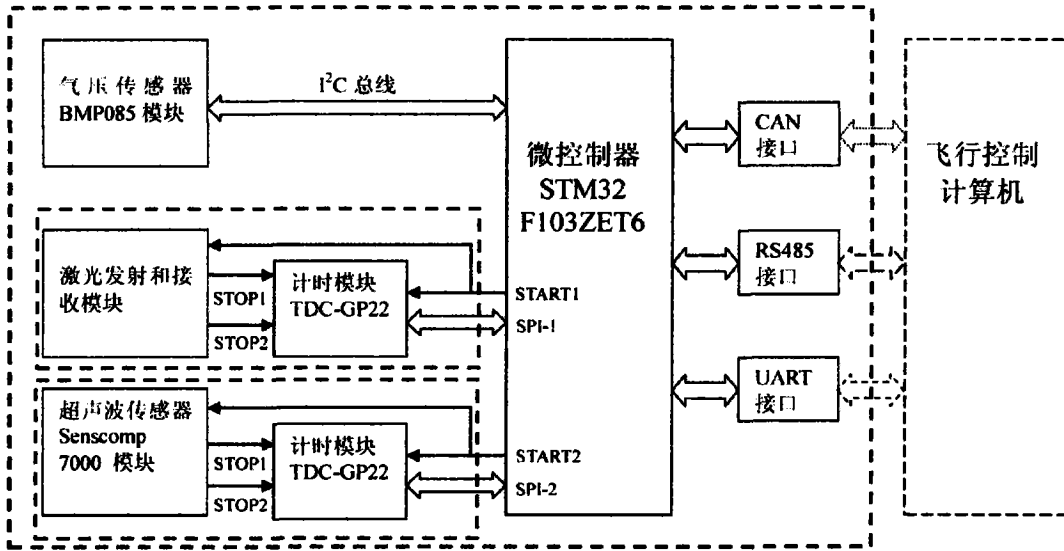 气压传感器
BMP085 模块
I²C 总线
微控制器
STM32
F103ZET6
CAN
接口
飞行控制
计算机
激光发射和接
收模块
STOP1
STOP2
计时模块
TDC-GP22
START1
SPI-1
RS485
接口
超声波传感器
Senscomp
7000 模块
STOP1
STOP2
计时模块
TDC-GP22
START2
SPI-2
UART
接口